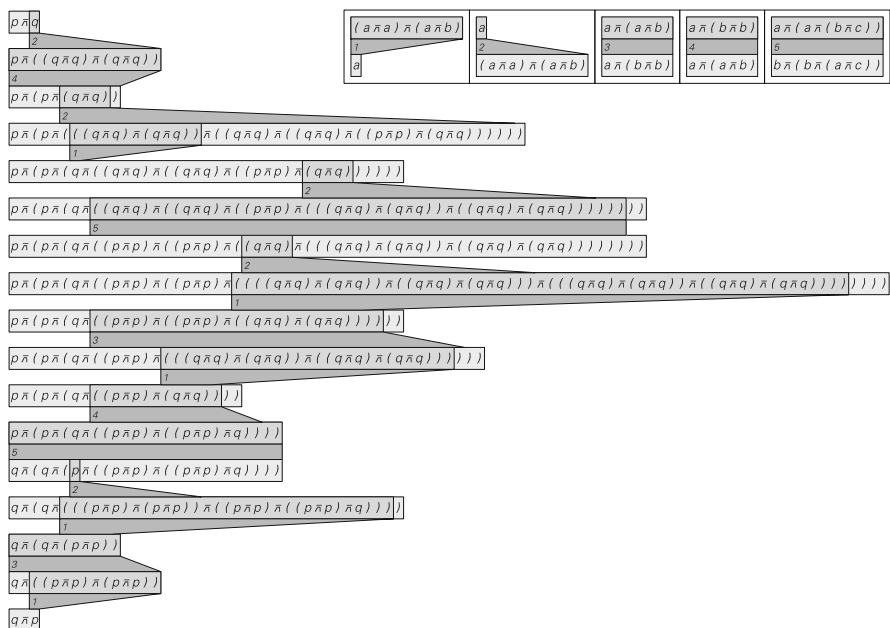 p⊼q
2
p⊼((q⊼q)⊼(q⊼q))
4
p⊼(p⊼(q⊼q))
2
p⊼(p⊼(((q⊼q)⊼(q⊼q))⊼((q⊼q)⊼((q⊼q)⊼((p⊼p)⊼(q⊼q))))))
1
p⊼(p⊼(q⊼((q⊼q)⊼((q⊼q)⊼((p⊼p)⊼(q⊼q))))))
2
p⊼(p⊼(q⊼((q⊼q)⊼((q⊼q)⊼((p⊼p)⊼(((q⊼q)⊼(q⊼q))⊼((q⊼q)⊼(q⊼q))))))))
5
p⊼(p⊼(q⊼((p⊼p)⊼((p⊼p)⊼((q⊼q)⊼(((q⊼q)⊼(q⊼q))⊼((q⊼q)⊼(q⊼q))))))))
2
p⊼(p⊼(q⊼((p⊼p)⊼((p⊼p)⊼((((q⊼q)⊼(q⊼q))⊼((q⊼q)⊼(q⊼q)))⊼(((q⊼q)⊼(q⊼q))⊼((q⊼q)⊼(q⊼q))))))))
1
p⊼(p⊼(q⊼((p⊼p)⊼((p⊼p)⊼((q⊼q)⊼(q⊼q))))))
3
p⊼(p⊼(q⊼((p⊼p)⊼(((q⊼q)⊼(q⊼q))⊼((q⊼q)⊼(q⊼q))))))
1
p⊼(p⊼(q⊼((p⊼p)⊼(q⊼q))))
4
p⊼(p⊼(q⊼((p⊼p)⊼((p⊼p)⊼q))))
5
q⊼(q⊼(p⊼((p⊼p)⊼((p⊼p)⊼q))))
2
q⊼(q⊼(((p⊼p)⊼(p⊼p))⊼((p⊼p)⊼((p⊼p)⊼q))))
1
q⊼(q⊼(p⊼p))
3
q⊼((p⊼p)⊼(p⊼p))
1
q⊼p
(a⊼a)⊼(a⊼b)
1
a
a
2
(a⊼a)⊼(a⊼b)
a⊼(a⊼b)
3
a⊼(b⊼b)
a⊼(b⊼b)
4
a⊼(a⊼b)
a⊼(a⊼(b⊼c))
5
b⊼(b⊼(a⊼c))